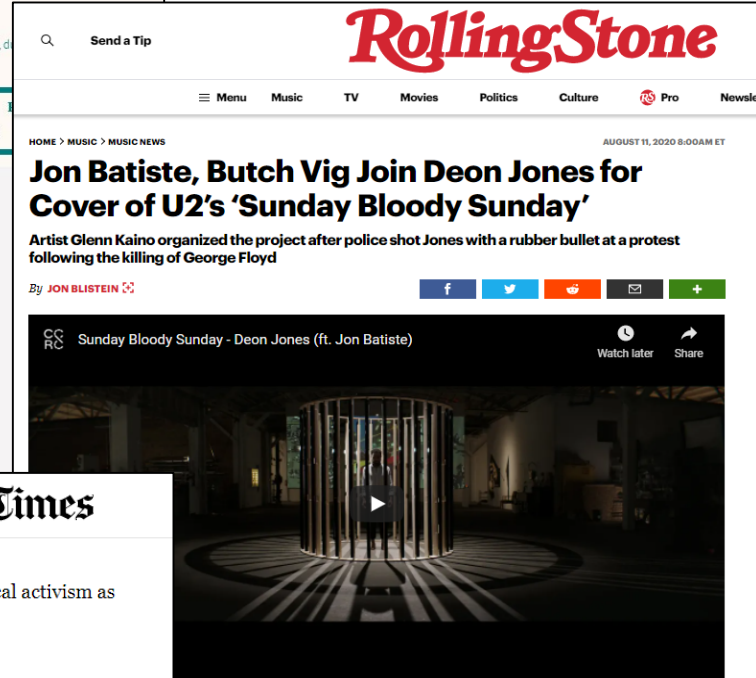 Send a Tip
RollingStone
Menu Music TV Movies Politics Culture RS Pro
HOME > MUSIC > MUSIC NEWS
AUGUST 11, 2020 8:00AM ET
Jon Batiste, Butch Vig Join Deon Jones for
Cover of U2's 'Sunday Bloody Sunday'
Artist Glenn Kaino organized the project after police shot Jones with a rubber bullet at a protest
following the killing of George Floyd
By JON BLISTEIN
CC
RC
Sunday Bloody Sunday - Deon Jones (ft. Jon Batiste)
Watch later
Share
Times
activism as